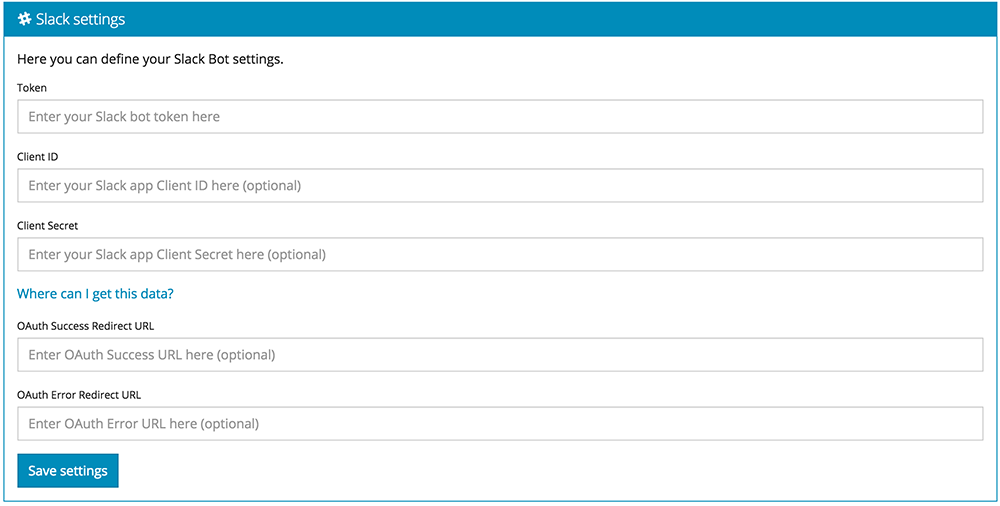 Slack settings
Here you can define your Slack Bot settings.
Token
Enter your Slack bot token here
Client ID
Enter your Slack app Client ID here (optional)
Client Secret
Enter your Slack app Client Secret here (optional)
Where can I get this data?
OAuth Success Redirect URL
Enter OAuth Success URL here (optional)
OAuth Error Redirect URL
Enter OAuth Error URL here (optional)
Save settings